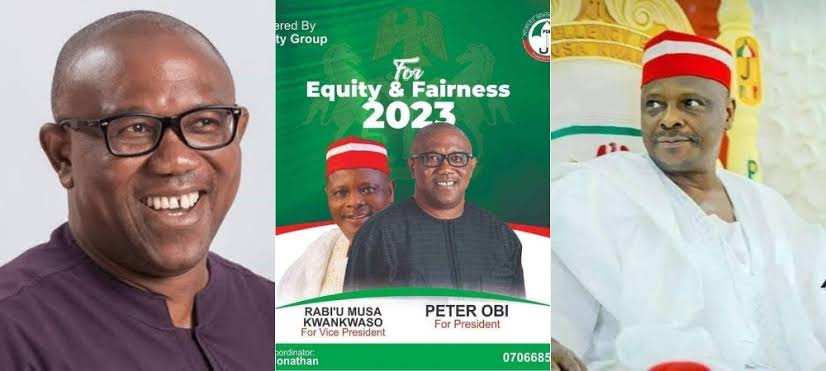 ered By
ty Group
For
Equity & Fairness
2023
RABI'U MUSA
KWANKWASO
For Vice President
PETER OBI
For President
oordinator:
onathan
0706685